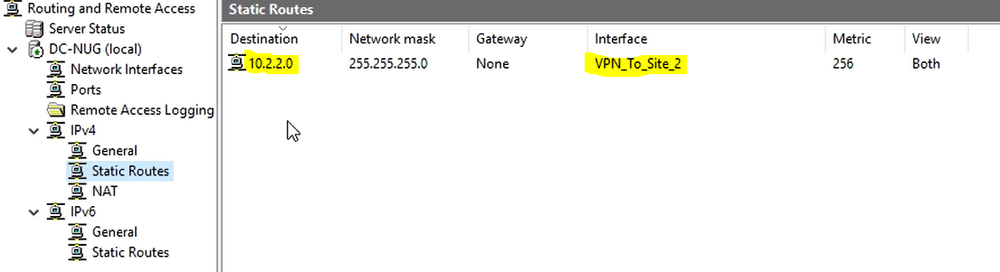 Routing and Remote Access
Server Status
DC-NUG (local)
Network Interfaces
Ports
Remote Access Logging
IPv4
General
Static Routes
NAT
IPv6
General
Static Routes
Static Routes
Destination Network mask Gateway Interface Metric View
10.2.2.0 255.255.255.0 None VPN_To_Site_2 256 Both